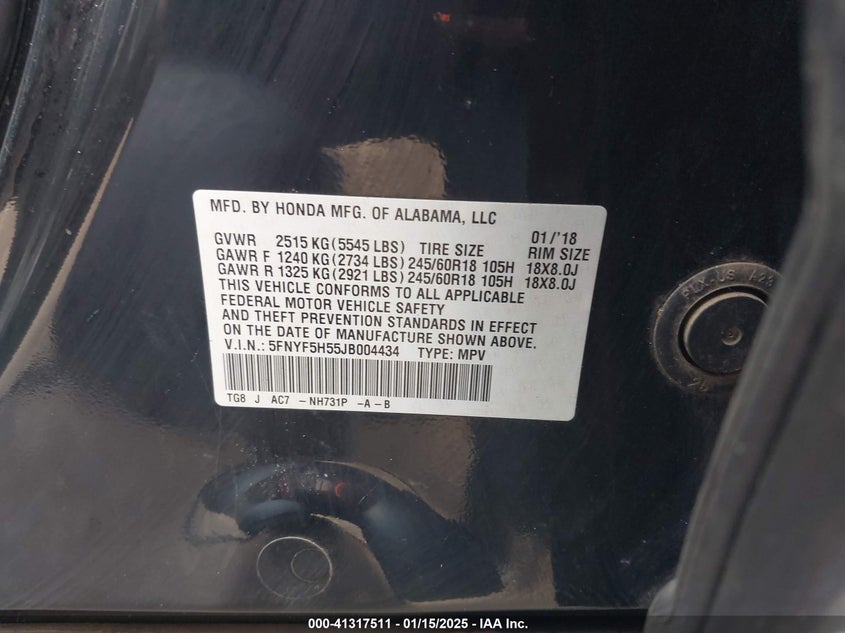 MFD. BY HONDA MFG. OF ALABAMA, LLC
GVWR 2515 KG (5545 LBS) TIRE SIZE 01/'18 RIM SIZE
GAWR F 1240 KG (2734 LBS) 245/60R18 105H 18X8.0J
GAWR R 1325 KG (2921 LBS) 245/60R18 105H 18X8.0J
THIS VEHICLE CONFORMS TO ALL APPLICABLE
FEDERAL MOTOR VEHICLE SAFETY
AND THEFT PREVENTION STANDARDS IN EFFECT
ON THE DATE OF MANUFACTURE SHOWN ABOVE.
V.I.N.: 5FNYF5H55JB004434 TYPE: MPV
TG8 J AC7 - NH731P - A - B
000-41317511 - 01/15/2025 - IAA Inc.